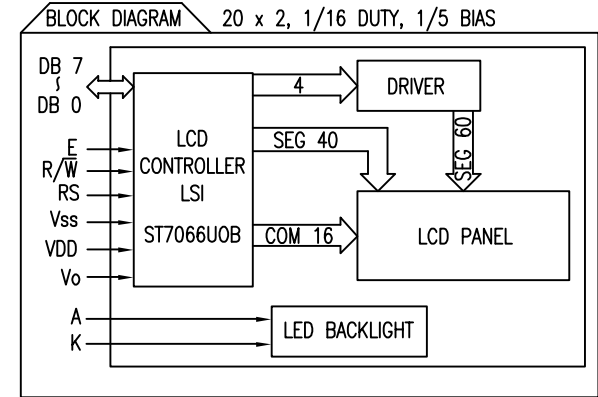 BLOCK DIAGRAM 20 x 2, 1/16 DUTY, 1/5 BIAS
DB 7
~
DB 0
E
R/W̅
RS
Vss
VDD
Vo
A
K
LCD
CONTROLLER
LSI
ST7066UOB
4
SEG 40
COM 16
DRIVER
SEG 60
LCD PANEL
LED BACKLIGHT